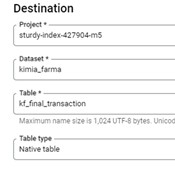 Destination
Project *
sturdy-index-427904-m5
Dataset *
kimia_farma
Table *
kf_final_transaction
Maximum name size is 1,024 UTF-8 bytes. Unicod
Table type
Native table